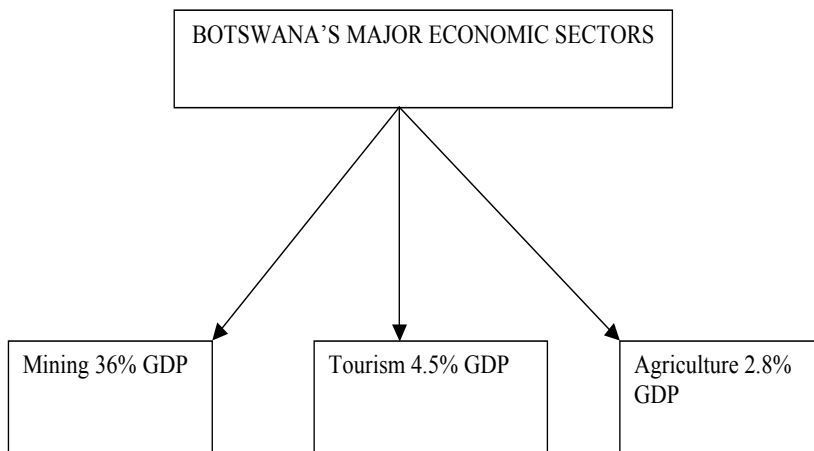 BOTSWANA’S MAJOR ECONOMIC SECTORS
Mining 36% GDP
Tourism 4.5% GDP
Agriculture 2.8%
GDP